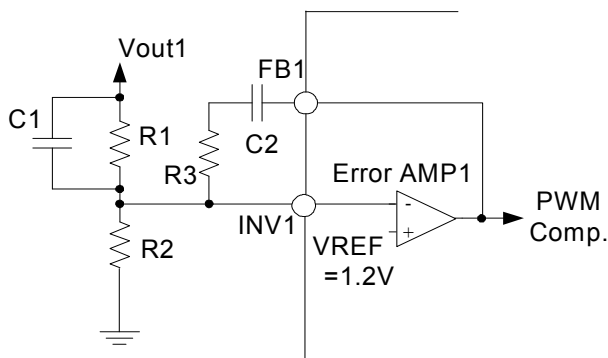 Vout1
FB1
C1
R1
C2
R3
Error AMP1
PWM
Comp.
INV1
VREF
=1.2V
R2
-
+